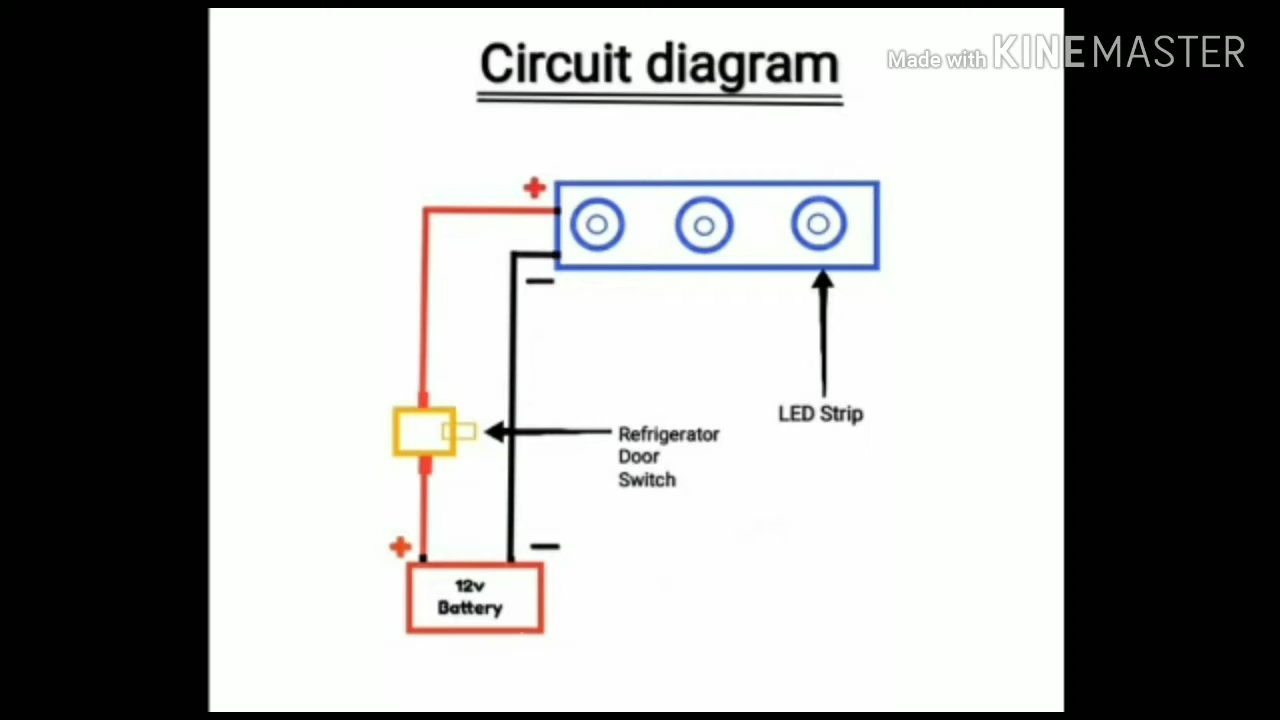 Circuit diagram
Made with KINEMASTER
+
−
LED Strip
Refrigerator
Door
Switch
+
−
12v
Battery